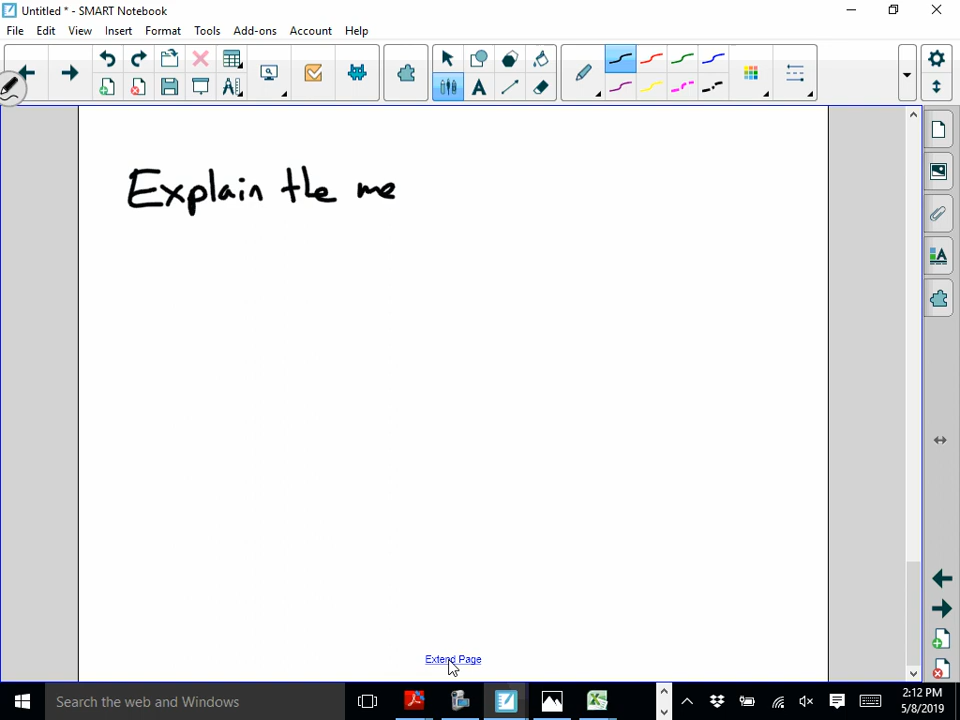 Untitled * - SMART Notebook
File Edit View Insert Format Tools Add-ons Account Help
Explain the me
Extend Page
Search the web and Windows
2:12 PM
5/8/2019